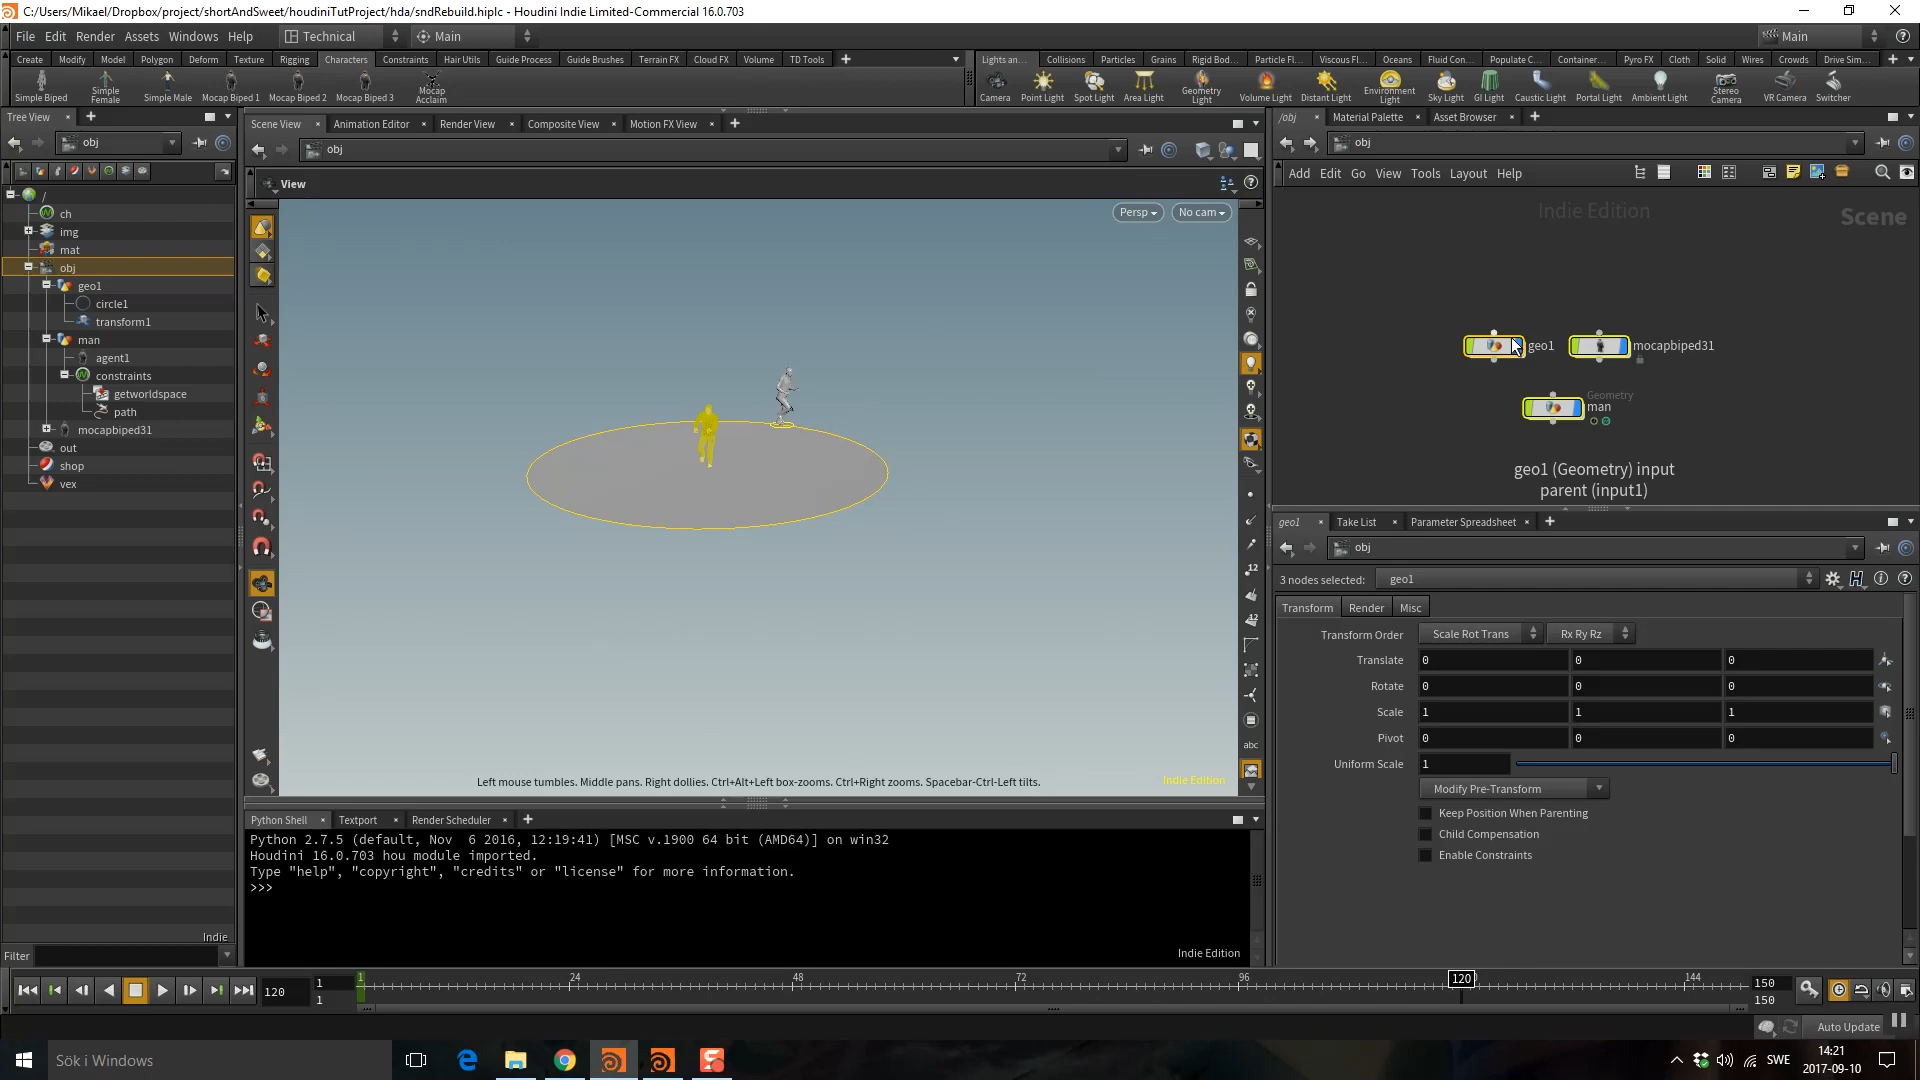 C:/Users/Mikael/Dropbox/project/shortAndSweet/houdiniTutProject/hda/sndRebuild.hiplc - Houdini Indie Limited-Commercial 16.0.703
File Edit Render Assets Windows Help Technical Main Main
Create Modify Model Polygon Deform Texture Rigging Characters Constraints Hair Utils Guide Process Guide Brushes Terrain FX Cloud FX Volume TD Tools
Lights an... Collisions Particles Grains Rigid Bod... Particle Fl... Viscous Fl... Oceans Fluid Con... Populate C... Container... Pyro FX Cloth Solid Wires Crowds Drive Sim...
Simple Biped Simple Female Simple Male Mocap Biped 1 Mocap Biped 2 Mocap Biped 3 Mocap Acclaim
Camera Point Light Spot Light Area Light Geometry Light Volume Light Distant Light Environment Light Sky Light GI Light Caustic Light Portal Light Ambient Light Stereo Camera VR Camera Switcher
Tree View
obj
/
ch
img
mat
obj
geo1
circle1
transform1
man
agent1
constraints
getworldspace
path
mocapbiped31
out
shop
vex
Indie
Filter
Scene View Animation Editor Render View Composite View Motion FX View
obj
View
Persp No cam
12
12
abc
Left mouse tumbles. Middle pans. Right dollies. Ctrl+Alt+Left box-zooms. Ctrl+Right zooms. Spacebar-Ctrl-Left tilts.
Indie Edition
Python Shell Textport Render Scheduler
Python 2.7.5 (default, Nov  6 2016, 12:19:41) [MSC v.1900 64 bit (AMD64)] on win32
Houdini 16.0.703 hou module imported.
Type "help", "copyright", "credits" or "license" for more information.
>>>
Indie Edition
/obj Material Palette Asset Browser
obj
Add Edit Go View Tools Layout Help
Indie Edition
Scene
geo1 mocapbiped31
Geometry
man
geo1 (Geometry) input
parent (input1)
geo1 Take List Parameter Spreadsheet
obj
3 nodes selected: geo1
Transform Render Misc
Transform Order Scale Rot Trans Rx Ry Rz
Translate 0 0 0
Rotate 0 0 0
Scale 1 1 1
Pivot 0 0 0
Uniform Scale 1
Modify Pre-Transform
Keep Position When Parenting
Child Compensation
Enable Constraints
120 1 1 1 24 48 72 96 120 144 150 150
Auto Update
Sök i Windows
SWE
14:21
2017-09-10